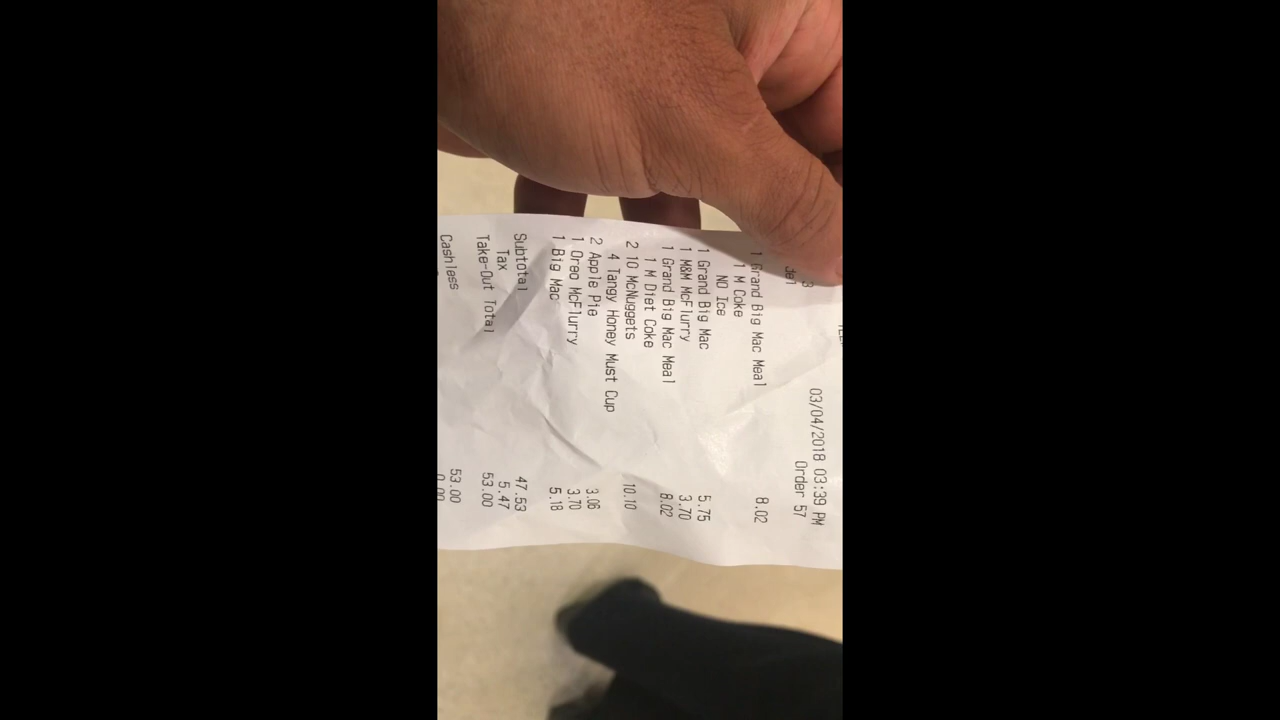 03/04/2018 03:39 PM
Order 57
1 Grand Big Mac Meal 8.02
1 M Coke
NO Ice
1 Grand Big Mac 5.75
1 M&M McFlurry 3.70
1 Grand Big Mac Meal 8.02
1 M Diet Coke
2 10 McNuggets 10.10
4 Tangy Honey Must Cup
2 Apple Pie 3.06
1 Oreo McFlurry 3.70
1 Big Mac 5.18
Subtotal 47.53
Tax 5.47
Take-Out Total 53.00
Cashless 53.00